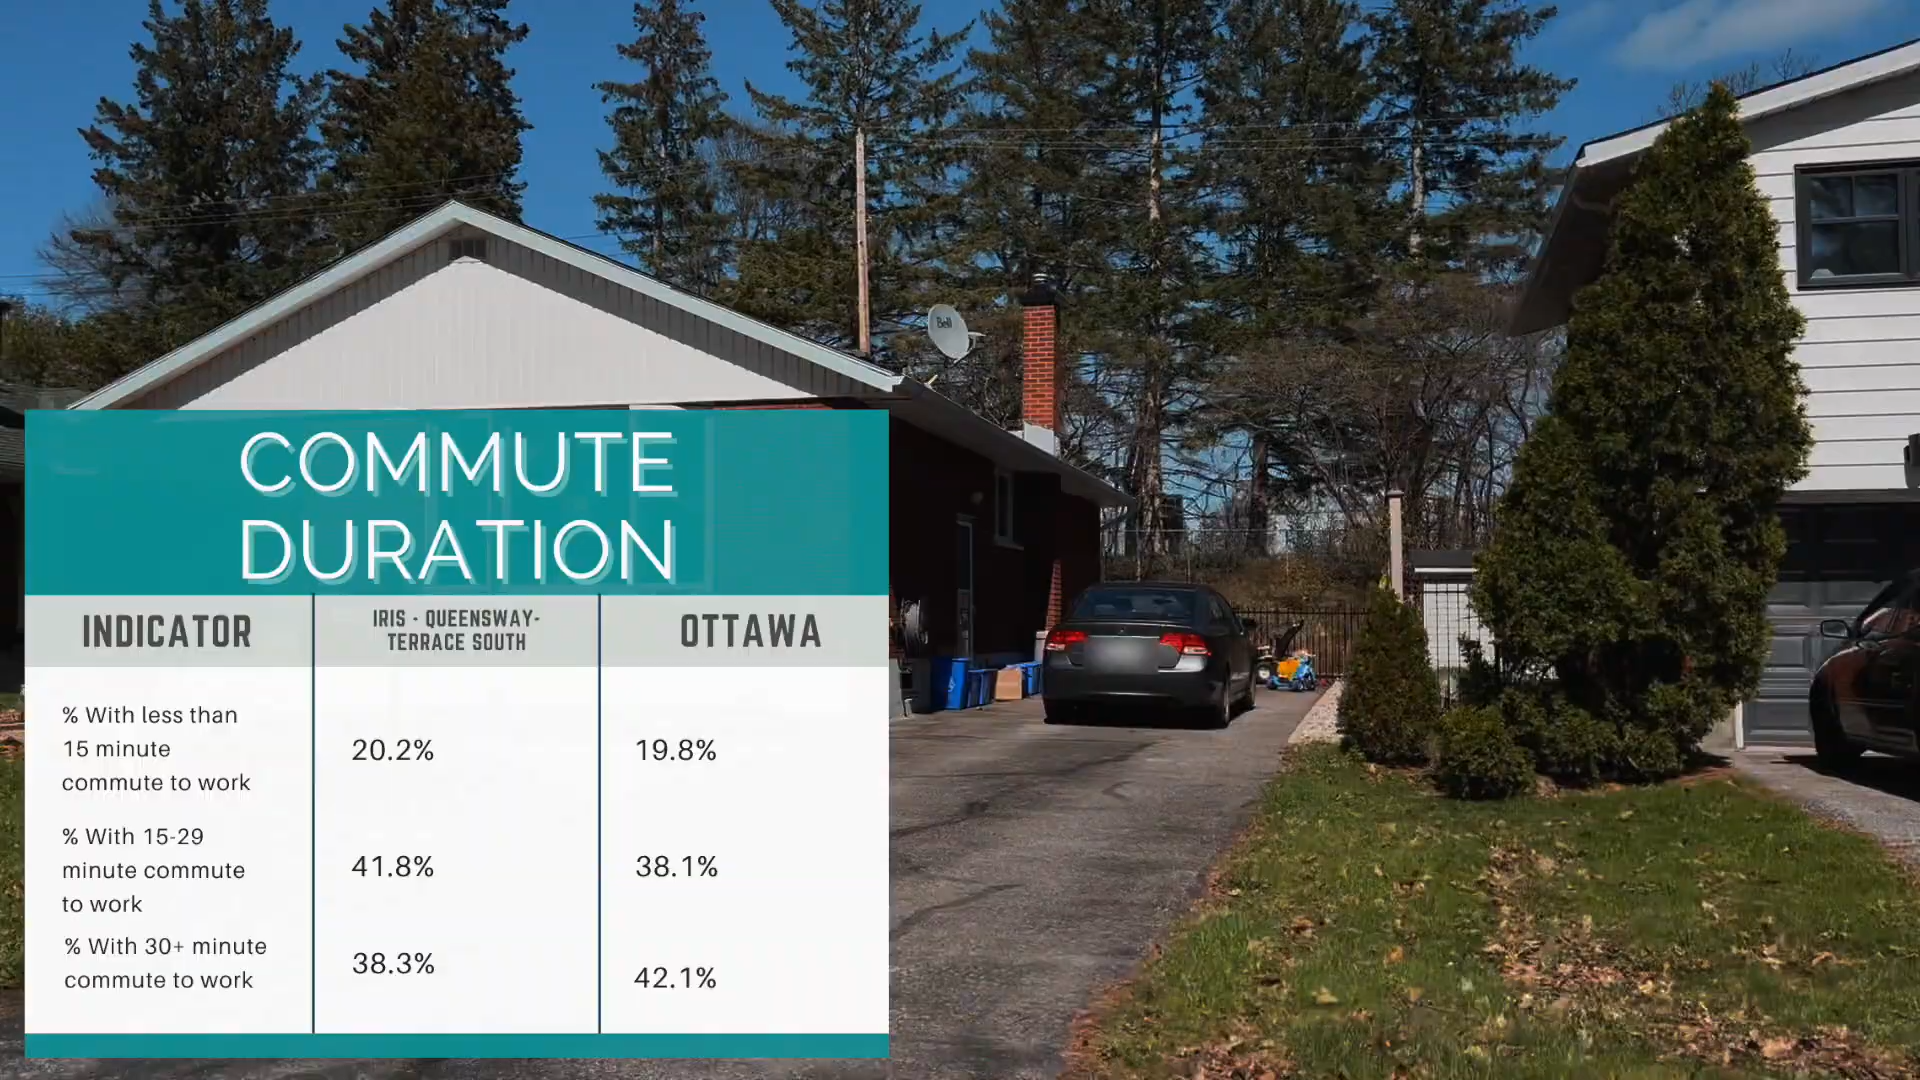 Bell
COMMUTE
DURATION
INDICATOR
IRIS - QUEENSWAY-
TERRACE SOUTH
OTTAWA
% With less than
15 minute
commute to work
20.2%
19.8%
% With 15-29
minute commute
to work
41.8%
38.1%
% With 30+ minute
commute to work
38.3%
42.1%